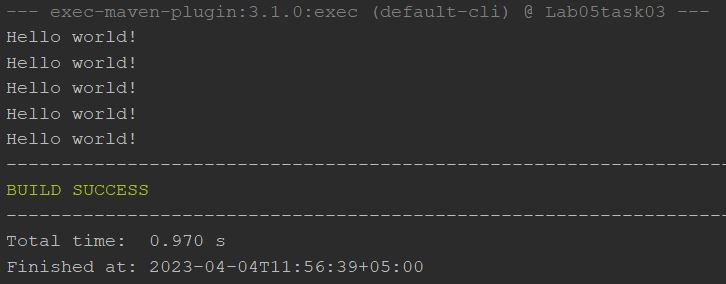 --- exec-maven-plugin:3.1.0:exec (default-cli) @ Lab05task03 ---
Hello world!
Hello world!
Hello world!
Hello world!
Hello world!
------------------------------------------------------------------------
BUILD SUCCESS
------------------------------------------------------------------------
Total time:  0.970 s
Finished at: 2023-04-04T11:56:39+05:00